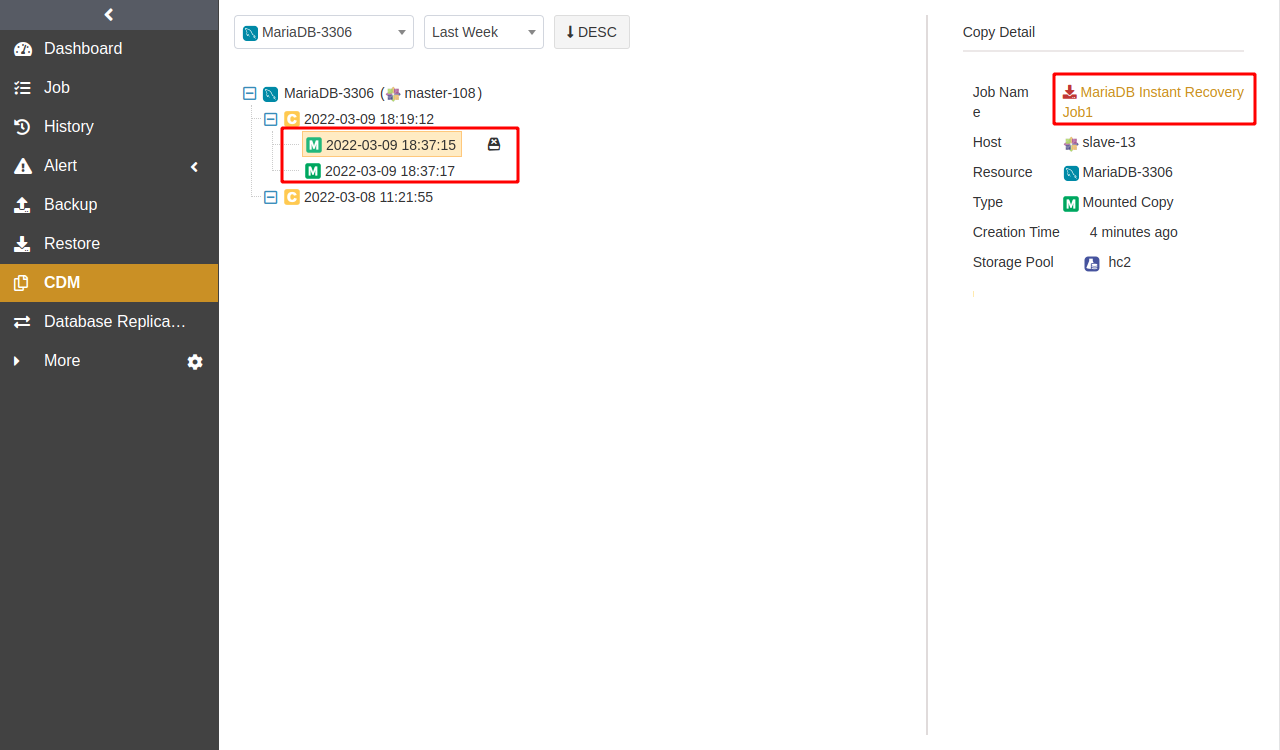 Dashboard
Job
History
Alert
Backup
Restore
CDM
Database Replica…
More
MariaDB-3306
Last Week
DESC
MariaDB-3306 (master-108)
C 2022-03-09 18:19:12
M 2022-03-09 18:37:15
M 2022-03-09 18:37:17
C 2022-03-08 11:21:55
Copy Detail
Job Nam
e
MariaDB Instant Recovery
Job1
Host slave-13
Resource MariaDB-3306
Type M Mounted Copy
Creation Time 4 minutes ago
Storage Pool hc2